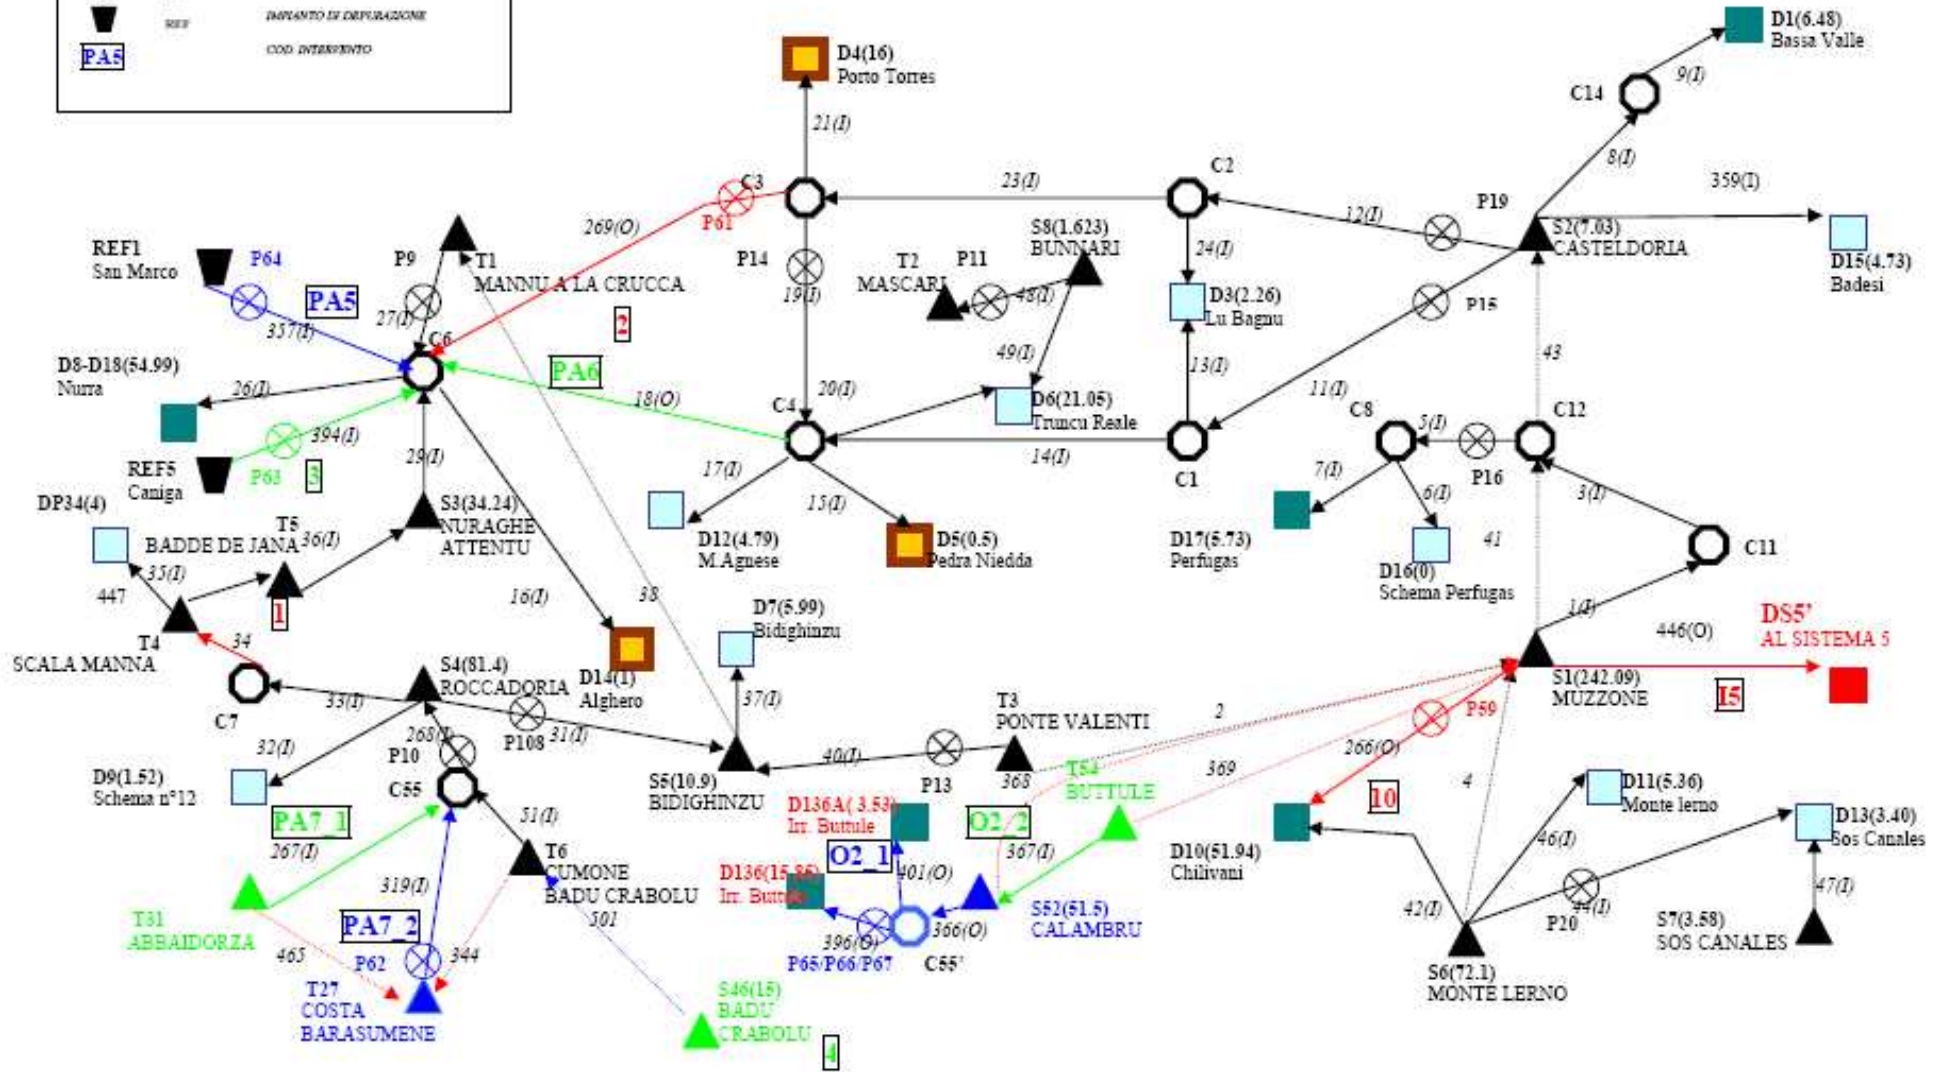 REF
IMPIANTO DI DEPURAZIONE
PA5
COD. INTERVENTO
D1(6.48)
Bassa Valle
9(I)
C14
8(I)
359(I)
D4(16)
Porto Torres
21(I)
C3
P61
269(O)
23(I)
C2
12(I)
P19
S2(7.03)
CASTELDORIA
D15(4.73)
Badesi
REF1
San Marco
P64
PA5
357(I)
P9
27(I)
T1
MANNU A LA CRUCCA
C6
2
P14
19(I)
T2
MASCARI
P11
48(I)
S8(1.623)
BUNNARI
24(I)
D3(2.26)
Lu Bagnu
P15
49(I)
13(I)
11(I)
43
D8-D18(54.99)
Nurra
26(I)
PA6
18(O)
C4
20(I)
D6(21.05)
Truncu Reale
14(I)
C1
C8
5(I)
P16
C12
REF5
Caniga
P63
394(I)
3
29(I)
17(I)
15(I)
7(I)
6(I)
3(I)
C11
DP34(4)
BADDE DE JANA
T5
36(I)
S3(34.24)
NURAGHE
ATTENTU
D12(4.79)
M.Agnese
D5(0.5)
Pedra Niedda
D17(5.73)
Perfugas
D16(0)
Schema Perfugas
41
1(I)
447
35(I)
1
16(I)
38
D7(5.99)
Bidighinzu
446(O)
DS5'
AL SISTEMA 5
T4
SCALA MANNA
34
S4(81.4)
ROCCADORIA
D14(1)
Alghero
37(I)
T3
PONTE VALENTI
2
S1(242.09)
MUZZONE
I5
C7
33(I)
268(I)
P108
31(I)
40(I)
P13
P59
266(O)
32(I)
P10
D9(1.52)
Schema n°12
C55
S5(10.9)
BIDIGHINZU
368
T54
BUTTULE
369
10
4
D11(5.36)
Monte lerno
PA7_1
267(I)
51(I)
D136A( 3.53)
Irr. Buttule
O2_2
367(I)
D10(51.94)
Chilivani
46(I)
D13(3.40)
Sos Canales
319(I)
T6
CUMONE
BADU CRABOLU
D136(15.85)
Irr. Buttule
O2_1
401(O)
42(I)
P20
44(I)
47(I)
T31
ABBAIDORZA
PA7_2
465
P62
344
501
396(O)
366(O)
P65/P66/P67
C55'
S52(51.5)
CALAMBRU
S7(3.58)
SOS CANALES
S6(72.1)
MONTE LERNO
T27
COSTA
BARASUMENE
S46(15)
BADU
CRABOLU
4